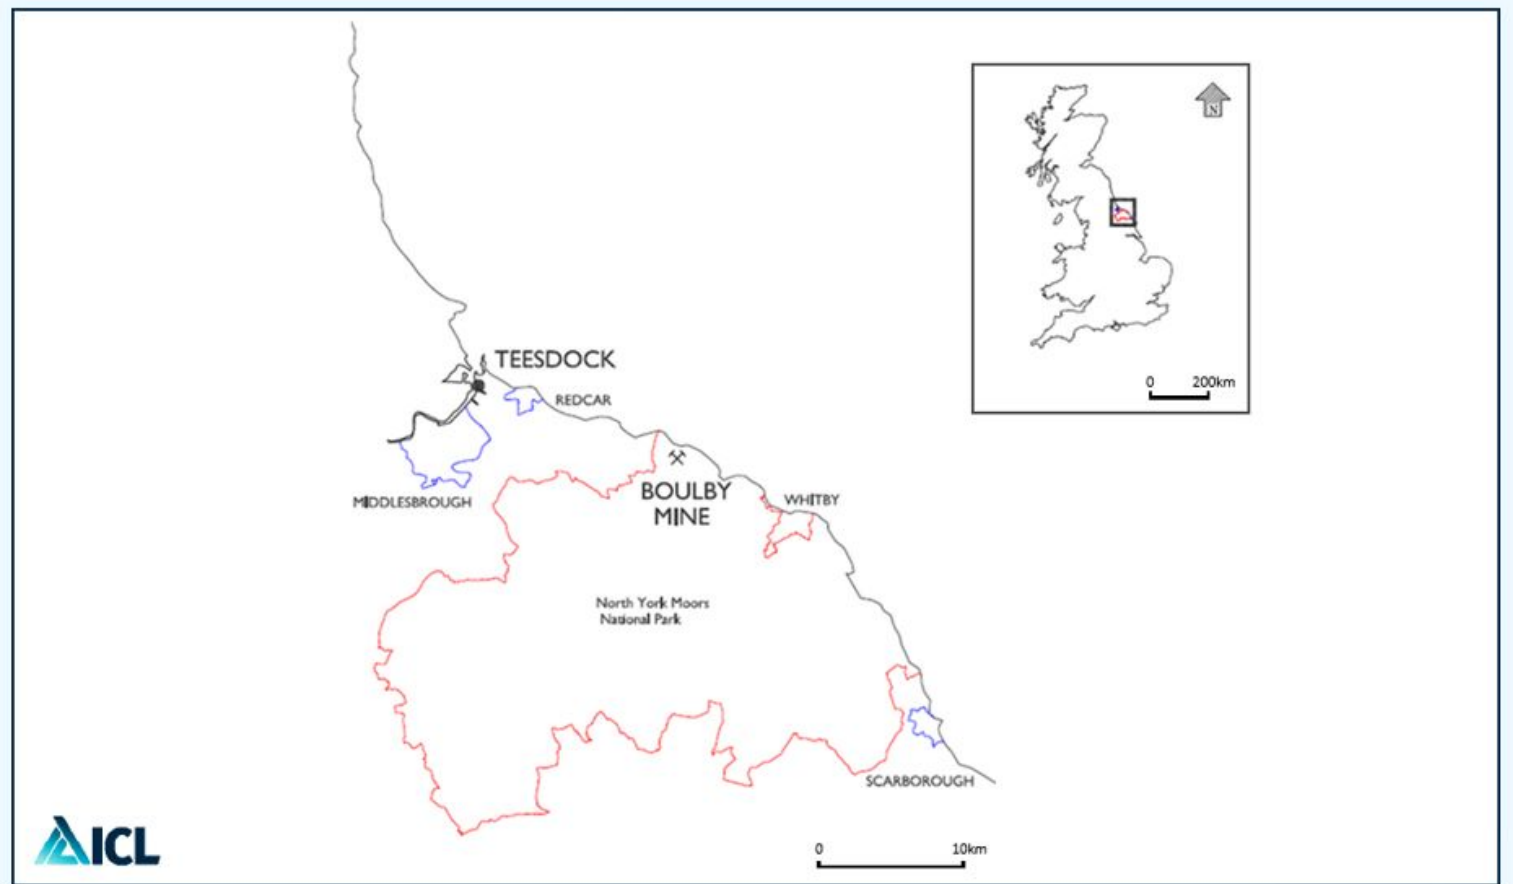 N
0 200km
TEESDOCK
REDCAR
BOULBY
MINE
MIDDLESBROUGH
WHITBY
North York Moors
National Park
SCARBOROUGH
0 10km
ICL